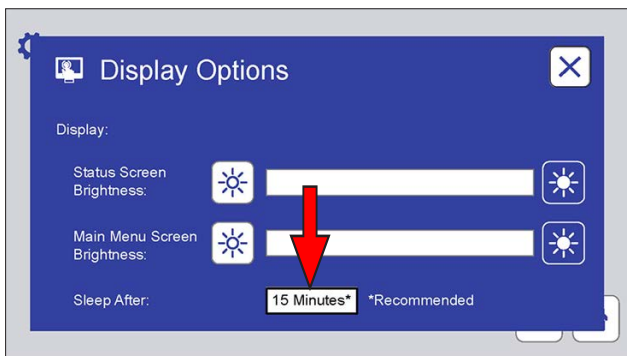 Display Options
Display:
Status Screen
Brightness:
Main Menu Screen
Brightness:
Sleep After:
15 Minutes*
*Recommended